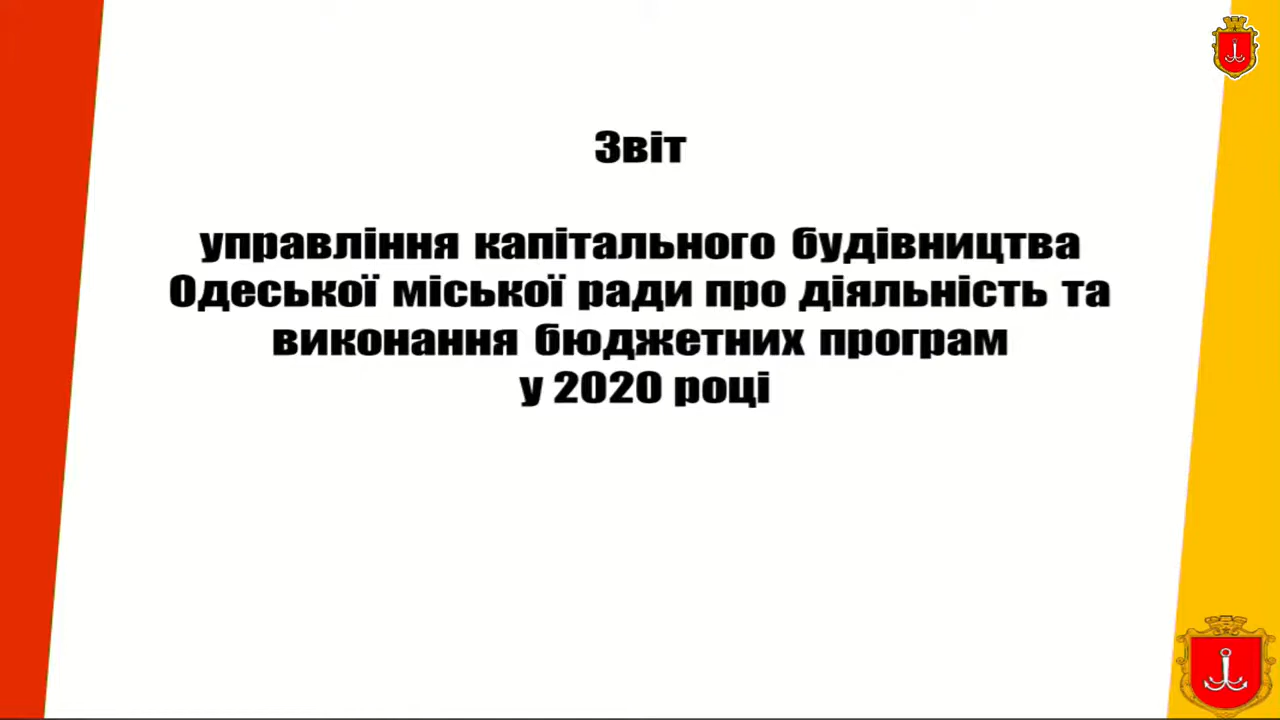 Звіт
управління капітального будівництва
Одеської міської ради про діяльність та
виконання бюджетних програм
у 2020 році